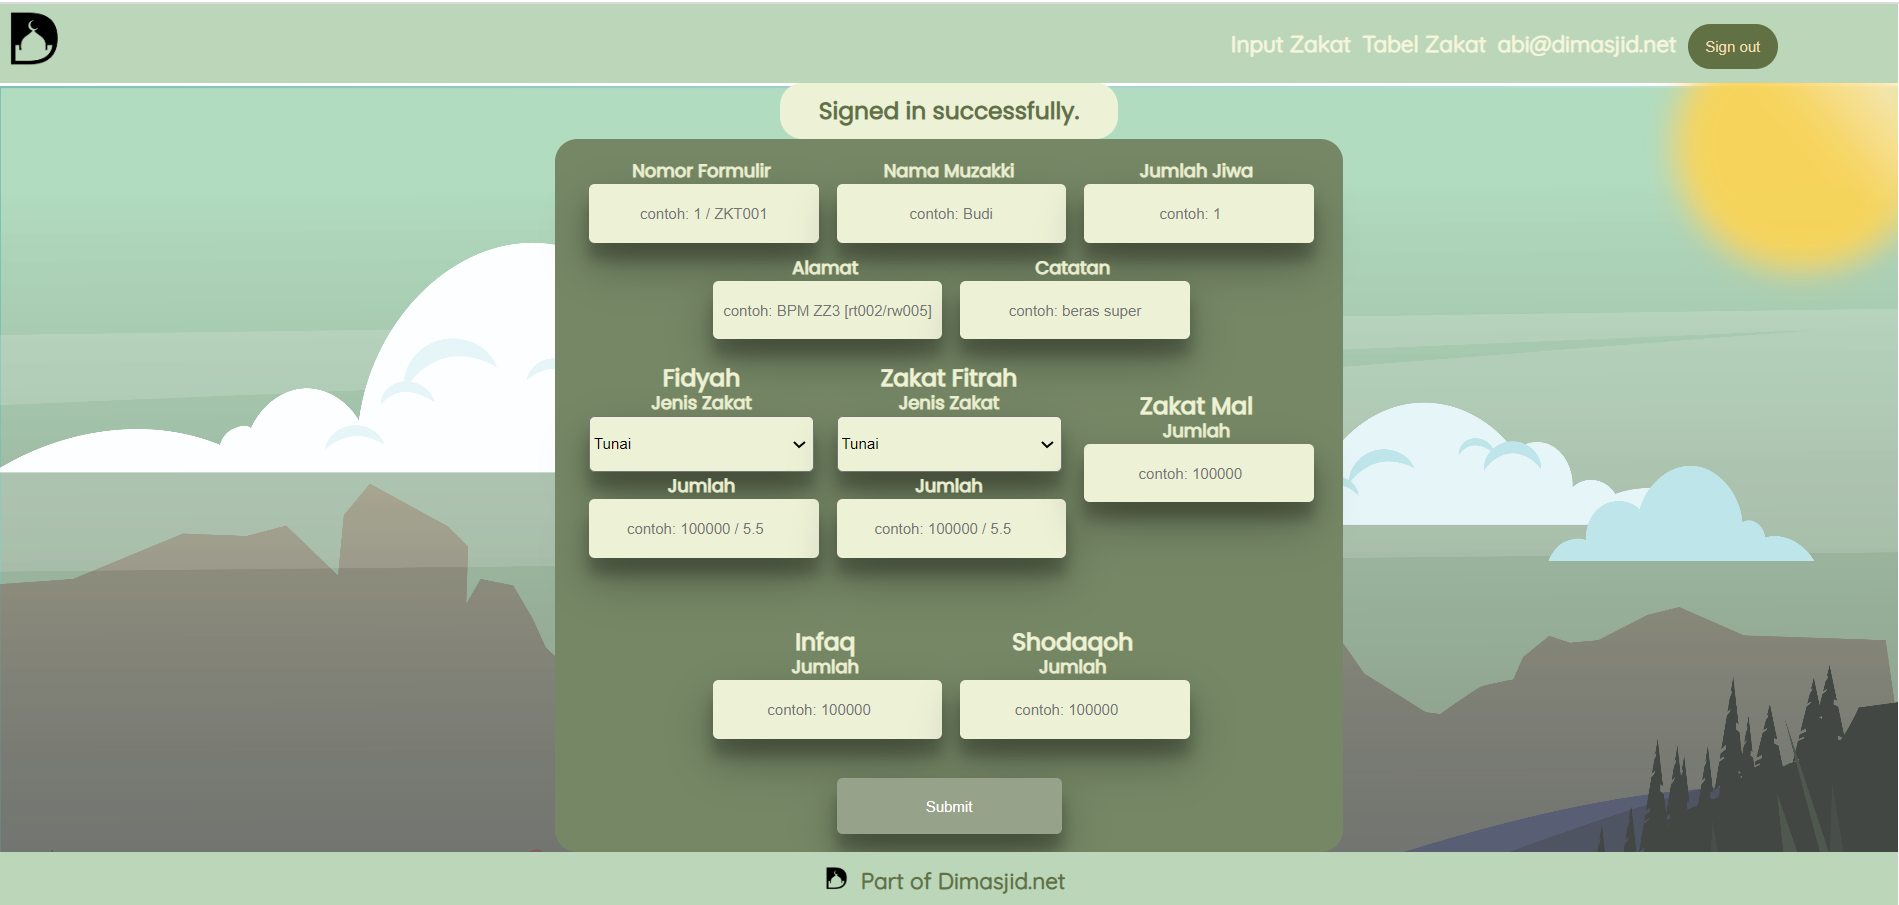 Input Zakat Tabel Zakat abi@dimasjid.net Sign out
Signed in successfully.
Nomor Formulir Nama Muzakki Jumlah Jiwa
contoh: 1 / ZKT001 contoh: Budi contoh: 1
Alamat Catatan
contoh: BPM ZZ3 [rt002/rw005] contoh: beras super
Fidyah Zakat Fitrah
Jenis Zakat Jenis Zakat
Zakat Mal
Jumlah
Tunai Tunai
contoh: 100000
Jumlah Jumlah
contoh: 100000 / 5.5 contoh: 100000 / 5.5
Infaq Shodaqoh
Jumlah Jumlah
contoh: 100000 contoh: 100000
Submit
Part of Dimasjid.net